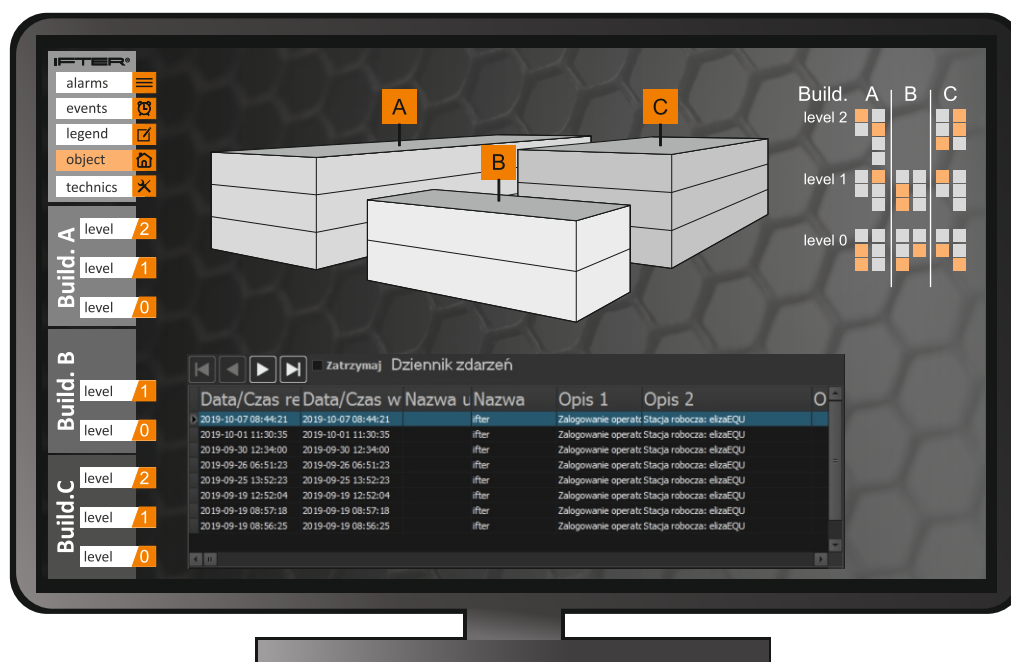 IFTER®
alarms
events
legend
object
technics
Build. A
level 2
level 1
level 0
Build. B
level 1
level 0
Build.C
level 2
level 1
level 0
A
B
C
Build. A B C
level 2
level 1
level 0
Zatrzymaj Dziennik zdarzeń
Data/Czas re Data/Czas w Nazwa u Nazwa Opis 1 Opis 2 O
2019-10-07 08:44:21 2019-10-07 08:44:21 ifter Zalogowanie operato Stacja robocza: elizaEQU
2019-10-01 11:30:35 2019-10-01 11:30:35 ifter Zalogowanie operato Stacja robocza: elizaEQU
2019-09-30 12:34:00 2019-09-30 12:34:00 ifter Zalogowanie operato Stacja robocza: elizaEQU
2019-09-26 06:51:23 2019-09-26 06:51:23 ifter Zalogowanie operato Stacja robocza: elizaEQU
2019-09-25 13:52:23 2019-09-25 13:52:23 ifter Zalogowanie operato Stacja robocza: elizaEQU
2019-09-19 12:52:04 2019-09-19 12:52:04 ifter Zalogowanie operato Stacja robocza: elizaEQU
2019-09-19 08:57:18 2019-09-19 08:57:18 ifter Zalogowanie operato Stacja robocza: elizaEQU
2019-09-19 08:56:25 2019-09-19 08:56:25 ifter Zalogowanie operato Stacja robocza: elizaEQU